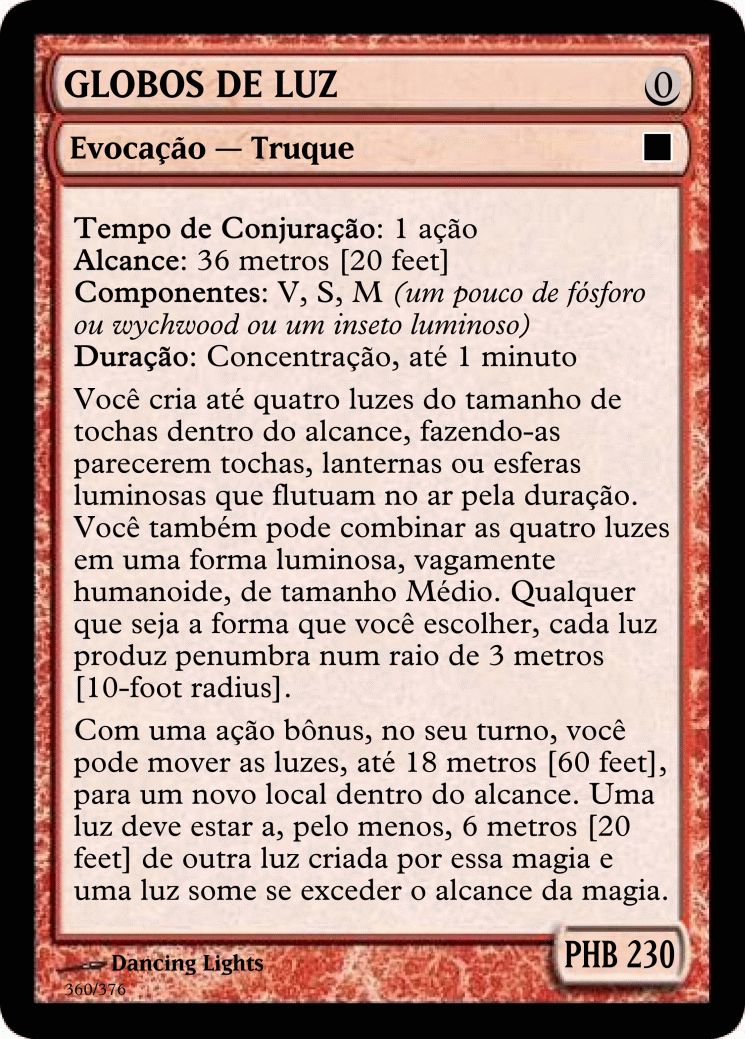 GLOBOS DE LUZ
0
Evocação — Truque
Tempo de Conjuração: 1 ação
Alcance: 36 metros [20 feet]
Componentes: V, S, M (um pouco de fósforo
ou wychwood ou um inseto luminoso)
Duração: Concentração, até 1 minuto
Você cria até quatro luzes do tamanho de
tochas dentro do alcance, fazendo-as
parecerem tochas, lanternas ou esferas
luminosas que flutuam no ar pela duração.
Você também pode combinar as quatro luzes
em uma forma luminosa, vagamente
humanoide, de tamanho Médio. Qualquer
que seja a forma que você escolher, cada luz
produz penumbra num raio de 3 metros
[10-foot radius].
Com uma ação bônus, no seu turno, você
pode mover as luzes, até 18 metros [60 feet],
para um novo local dentro do alcance. Uma
luz deve estar a, pelo menos, 6 metros [20
feet] de outra luz criada por essa magia e
uma luz some se exceder o alcance da magia.
PHB 230
Dancing Lights
360/376